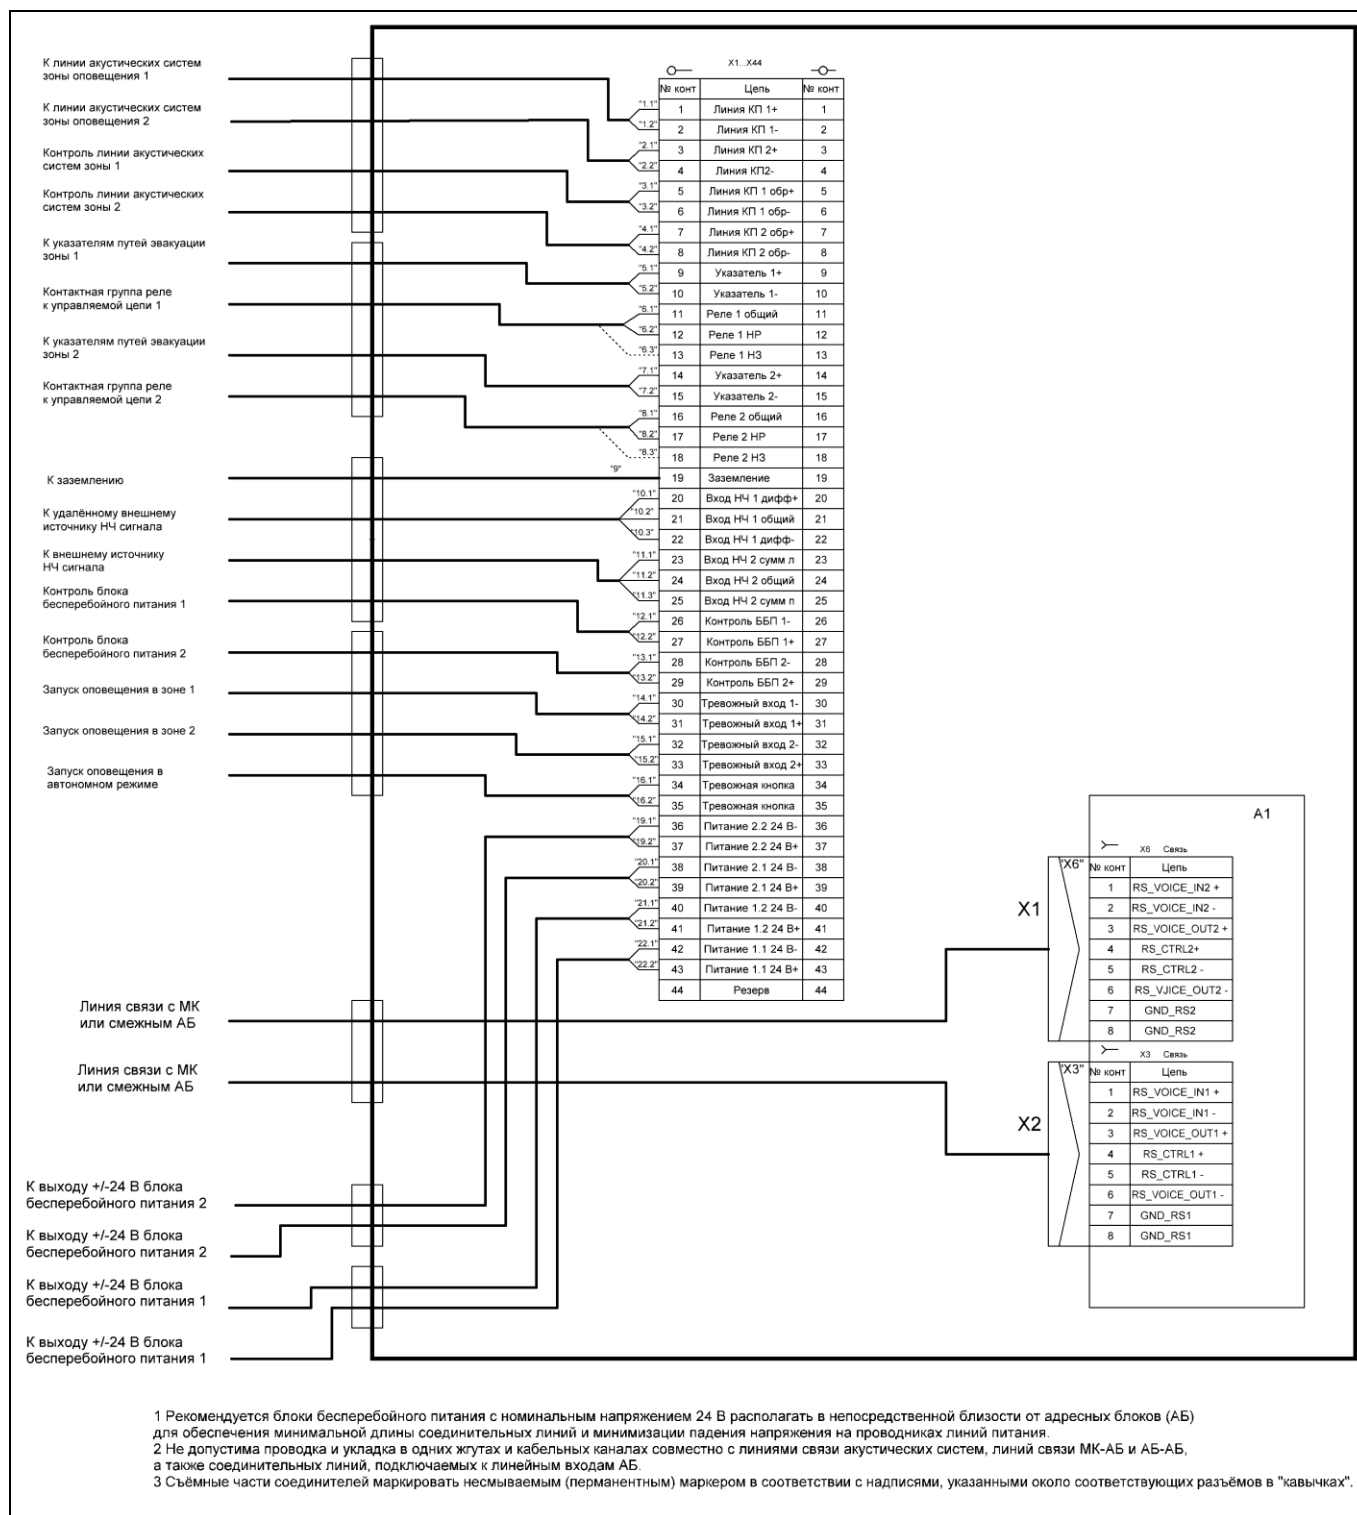 К линии акустических систем
зоны оповещения 1
К линии акустических систем
зоны оповещения 2
Контроль линии акустических
систем зоны 1
Контроль линии акустических
систем зоны 2
К указателям путей эвакуации
зоны 1
Контактная группа реле
к управляемой цепи 1
К указателям путей эвакуации
зоны 2
Контактная группа реле
к управляемой цепи 2
К заземлению
К удалённому внешнему
источнику НЧ сигнала
К внешнему источнику
НЧ сигнала
Контроль блока
бесперебойного питания 1
Контроль блока
бесперебойного питания 2
Запуск оповещения в зоне 1
Запуск оповещения в зоне 2
Запуск оповещения в
автономном режиме
Линия связи с МК
или смежным АБ
Линия связи с МК
или смежным АБ
К выходу +/-24 В блока
бесперебойного питания 2
К выходу +/-24 В блока
бесперебойного питания 2
К выходу +/-24 В блока
бесперебойного питания 1
К выходу +/-24 В блока
бесперебойного питания 1
X1...X44
№ конт Цепь № конт
"1.1" 1 Линия КП 1+ 1
"1.2" 2 Линия КП 1- 2
"2.1" 3 Линия КП 2+ 3
"2.2" 4 Линия КП2- 4
"3.1" 5 Линия КП 1 обр+ 5
"3.2" 6 Линия КП 1 обр- 6
"4.1" 7 Линия КП 2 обр+ 7
"4.2" 8 Линия КП 2 обр- 8
"5.1" 9 Указатель 1+ 9
"5.2" 10 Указатель 1- 10
"6.1" 11 Реле 1 общий 11
"6.2" 12 Реле 1 НР 12
"6.3" 13 Реле 1 НЗ 13
"7.1" 14 Указатель 2+ 14
"7.2" 15 Указатель 2- 15
"8.1" 16 Реле 2 общий 16
"8.2" 17 Реле 2 НР 17
"8.3" 18 Реле 2 НЗ 18
"9" 19 Заземление 19
"10.1" 20 Вход НЧ 1 дифф+ 20
"10.2" 21 Вход НЧ 1 общий 21
"10.3" 22 Вход НЧ 1 дифф- 22
"11.1" 23 Вход НЧ 2 сумм л 23
"11.2" 24 Вход НЧ 2 общий 24
"11.3" 25 Вход НЧ 2 сумм п 25
"12.1" 26 Контроль ББП 1- 26
"12.2" 27 Контроль ББП 1+ 27
"13.1" 28 Контроль ББП 2- 28
"13.2" 29 Контроль ББП 2+ 29
"14.1" 30 Тревожный вход 1- 30
"14.2" 31 Тревожный вход 1+ 31
"15.1" 32 Тревожный вход 2- 32
"15.2" 33 Тревожный вход 2+ 33
"16.1" 34 Тревожная кнопка 34
"16.2" 35 Тревожная кнопка 35
"19.1" 36 Питание 2.2 24 В- 36
"19.2" 37 Питание 2.2 24 В+ 37
"20.1" 38 Питание 2.1 24 В- 38
"20.2" 39 Питание 2.1 24 В+ 39
"21.1" 40 Питание 1.2 24 В- 40
"21.2" 41 Питание 1.2 24 В+ 41
"22.1" 42 Питание 1.1 24 В- 42
"22.2" 43 Питание 1.1 24 В+ 43
44 Резерв 44
A1
X1
"X6"
X6 Связь
№ конт Цепь
1 RS_VOICE_IN2 +
2 RS_VOICE_IN2 -
3 RS_VOICE_OUT2 +
4 RS_CTRL2+
5 RS_CTRL2 -
6 RS_VJICE_OUT2 -
7 GND_RS2
8 GND_RS2
X2
"X3"
X3 Связь
№ конт Цепь
1 RS_VOICE_IN1 +
2 RS_VOICE_IN1 -
3 RS_VOICE_OUT1 +
4 RS_CTRL1 +
5 RS_CTRL1 -
6 RS_VOICE_OUT1 -
7 GND_RS1
8 GND_RS1
1 Рекомендуется блоки бесперебойного питания с номинальным напряжением 24 В располагать в непосредственной близости от адресных блоков (АБ)
для обеспечения минимальной длины соединительных линий и минимизации падения напряжения на проводниках линий питания.
2 Не допустима проводка и укладка в одних жгутах и кабельных каналах совместно с линиями связи акустических систем, линий связи МК-АБ и АБ-АБ,
а также соединительных линий, подключаемых к линейным входам АБ.
3 Съёмные части соединителей маркировать несмываемым (перманентным) маркером в соответствии с надписями, указанными около соответствующих разъёмов в "кавычках".